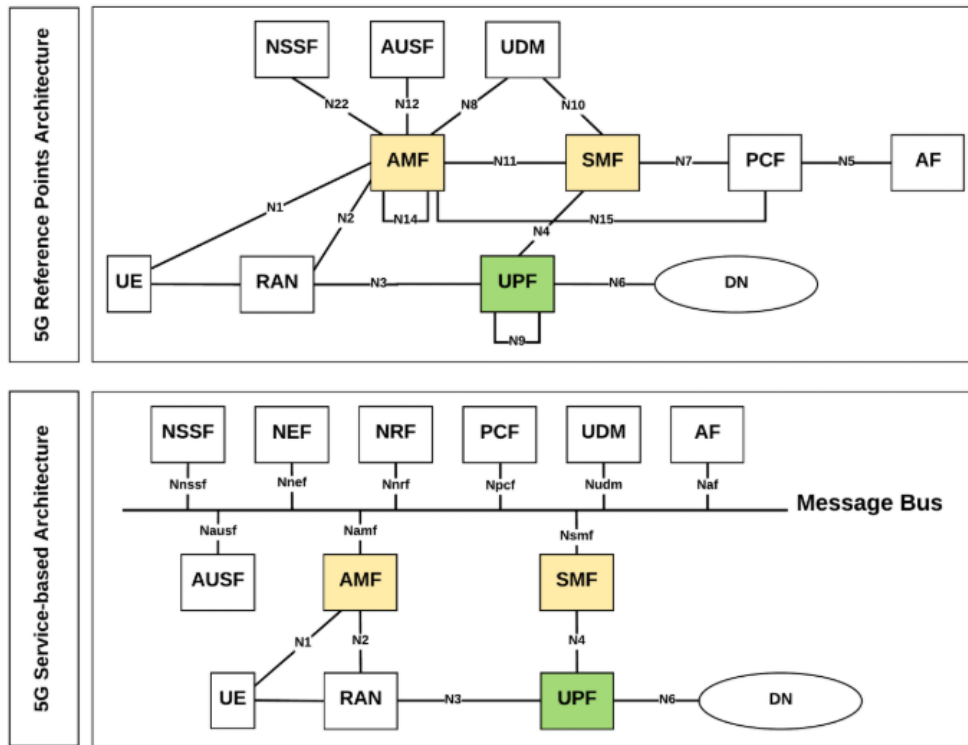 5G Reference Points Architecture
NSSF
AUSF
UDM
N22
N12
N8
N10
AMF
N11
SMF
N7
PCF
N5
AF
N1
N2
N14
N15
N4
UE
RAN
N3
UPF
N6
DN
N9
5G Service-based Architecture
NSSF
NEF
NRF
PCF
UDM
AF
Nnssf
Nnef
Nnrf
Npcf
Nudm
Naf
Message Bus
Nausf
Namf
Nsmf
AUSF
AMF
SMF
N1
N2
N4
UE
RAN
N3
UPF
N6
DN